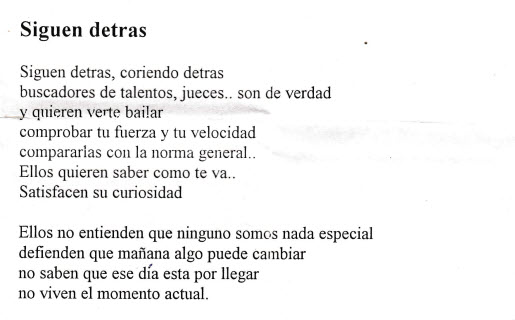 Siguen detras
Siguen detras, coriendo detras
buscadores de talentos, jueces.. son de verdad
y quieren verte bailar
comprobar tu fuerza y tu velocidad
compararlas con la norma general..
Ellos quieren saber como te va..
Satisfacen su curiosidad
Ellos no entienden que ninguno somos nada especial
defienden que mañana algo puede cambiar
no saben que ese día esta por llegar
no viven el momento actual.